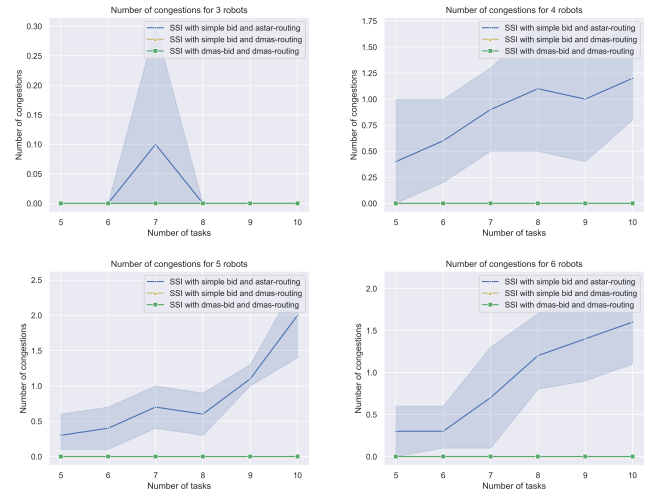 Number of congestions for 3 robots
SSI with simple bid and astar-routing
SSI with simple bid and dmas-routing
SSI with dmas-bid and dmas-routing
Number of congestions
0.30
0.25
0.20
0.15
0.10
0.05
0.00
5 6 7 8 9 10
Number of tasks
Number of congestions for 4 robots
SSI with simple bid and astar-routing
SSI with simple bid and dmas-routing
SSI with dmas-bid and dmas-routing
Number of congestions
1.75
1.50
1.25
1.00
0.75
0.50
0.25
0.00
5 6 7 8 9 10
Number of tasks
Number of congestions for 5 robots
SSI with simple bid and astar-routing
SSI with simple bid and dmas-routing
SSI with dmas-bid and dmas-routing
Number of congestions
2.5
2.0
1.5
1.0
0.5
0.0
5 6 7 8 9 10
Number of tasks
Number of congestions for 6 robots
SSI with simple bid and astar-routing
SSI with simple bid and dmas-routing
SSI with dmas-bid and dmas-routing
Number of congestions
2.0
1.5
1.0
0.5
0.0
5 6 7 8 9 10
Number of tasks